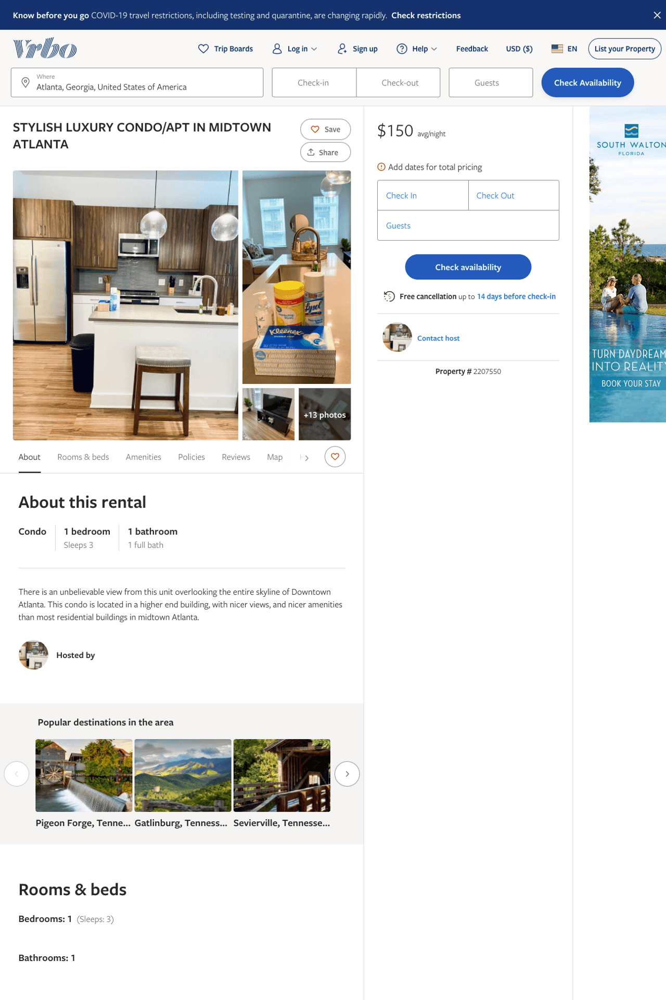 Know before you go COVID-19 travel restrictions, including testing and quarantine, are changing rapidly. Check restrictions
Vrbo
Trip Boards
Log in
Sign up
Help
Feedback
USD ($)
EN
List your Property
Where
Atlanta, Georgia, United States of America
Check-in
Check-out
Guests
Check Availability
STYLISH LUXURY CONDO/APT IN MIDTOWN
ATLANTA
Save
Share
Kleenex
trusted care
Lysol
+13 photos
$150 avg/night
Add dates for total pricing
Check In
Check Out
Guests
Check availability
Free cancellation up to 14 days before check-in
Contact host
Property # 2207550
SOUTH WALTON
FLORIDA
TURN DAYDREAM
INTO REALITY
BOOK YOUR STAY
About
Rooms & beds
Amenities
Policies
Reviews
Map
About this rental
Condo
1 bedroom
Sleeps 3
1 bathroom
1 full bath
There is an unbelievable view from this unit overlooking the entire skyline of Downtown
Atlanta. This condo is located in a higher end building, with nicer views, and nicer amenities
than most residential buildings in midtown Atlanta.
Hosted by
Popular destinations in the area
Pigeon Forge, Tenne...
Gatlinburg, Tenness...
Sevierville, Tennesse...
Rooms & beds
Bedrooms: 1 (Sleeps: 3)
Bathrooms: 1